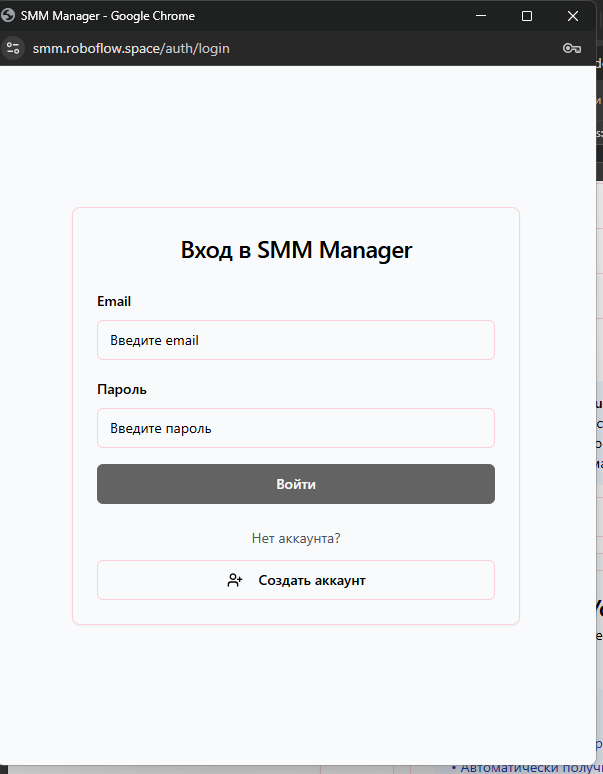 SMM Manager - Google Chrome
smm.roboflow.space/auth/login
Вход в SMM Manager
Email
Введите email
Пароль
Введите пароль
Войти
Нет аккаунта?
Создать аккаунт
• Автоматически получ